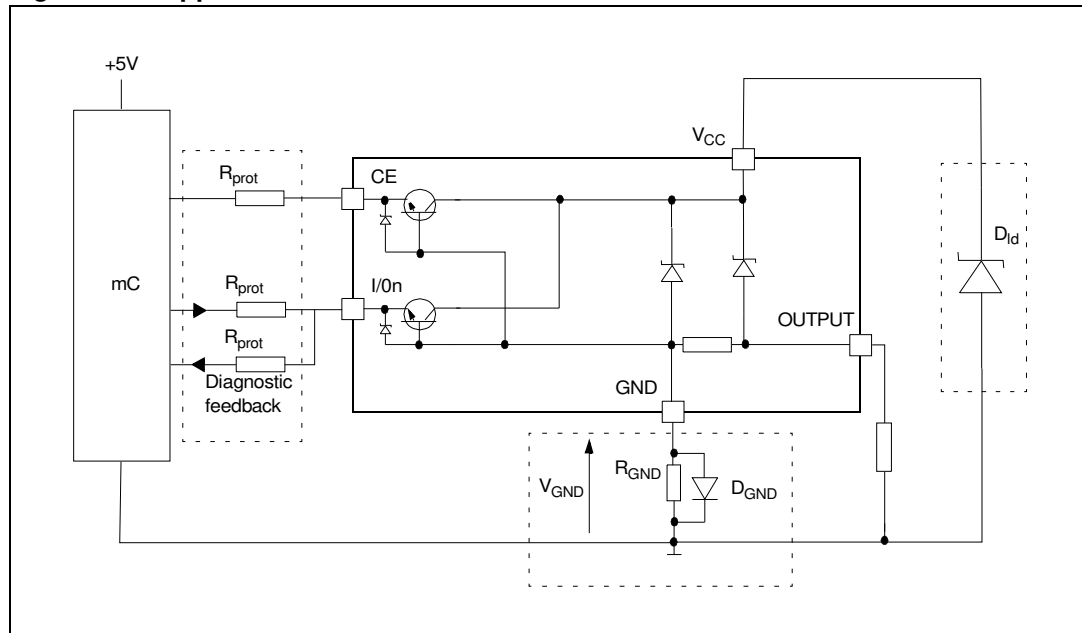 +5V
VCC
Rprot
CE
Dld
mC
Rprot
I/0n
Rprot
OUTPUT
Diagnostic
feedback
GND
RGND
VGND
DGND